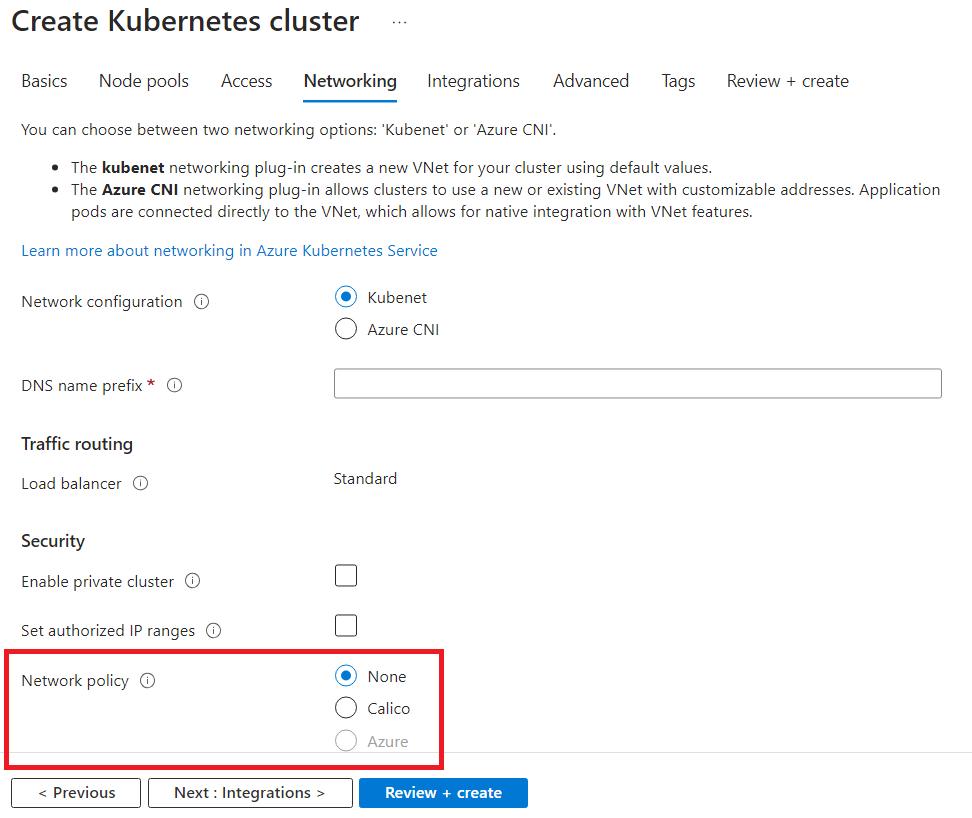 Create Kubernetes cluster ...
Basics Node pools Access Networking Integrations Advanced Tags Review + create
You can choose between two networking options: 'Kubenet' or 'Azure CNI'.
• The kubenet networking plug-in creates a new VNet for your cluster using default values.
• The Azure CNI networking plug-in allows clusters to use a new or existing VNet with customizable addresses. Application
pods are connected directly to the VNet, which allows for native integration with VNet features.
Learn more about networking in Azure Kubernetes Service
Network configuration
Kubenet
Azure CNI
DNS name prefix *
Traffic routing
Load balancer Standard
Security
Enable private cluster
Set authorized IP ranges
Network policy
None
Calico
Azure
< Previous Next : Integrations > Review + create